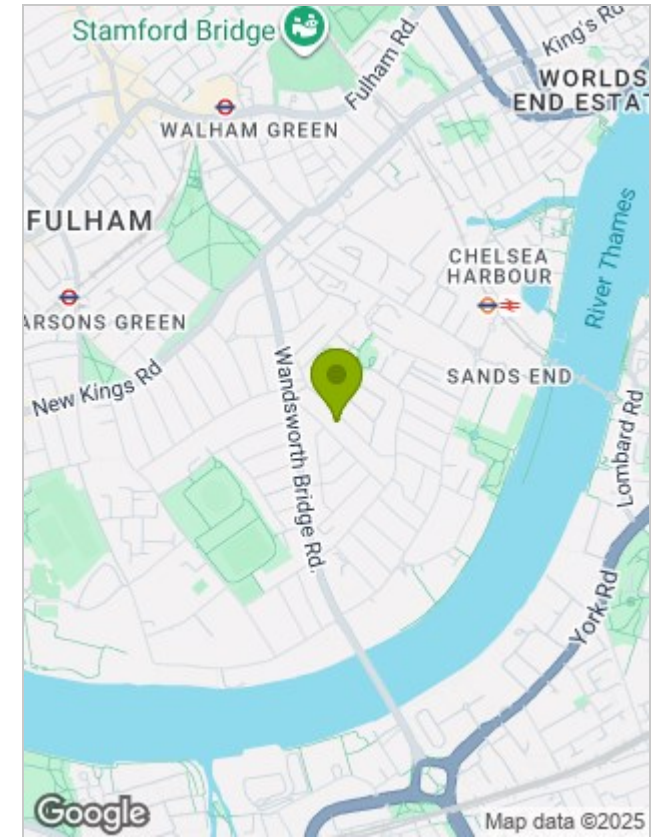 Stamford Bridge
Fulham Rd.
King's Rd
WORLDS
END ESTAT
WALHAM GREEN
FULHAM
CHELSEA
HARBOUR
River Thames
ARSONS GREEN
New Kings Rd
Wandsworth Bridge Rd.
SANDS END
Lombard Rd
York Rd
Google
Map data ©2025